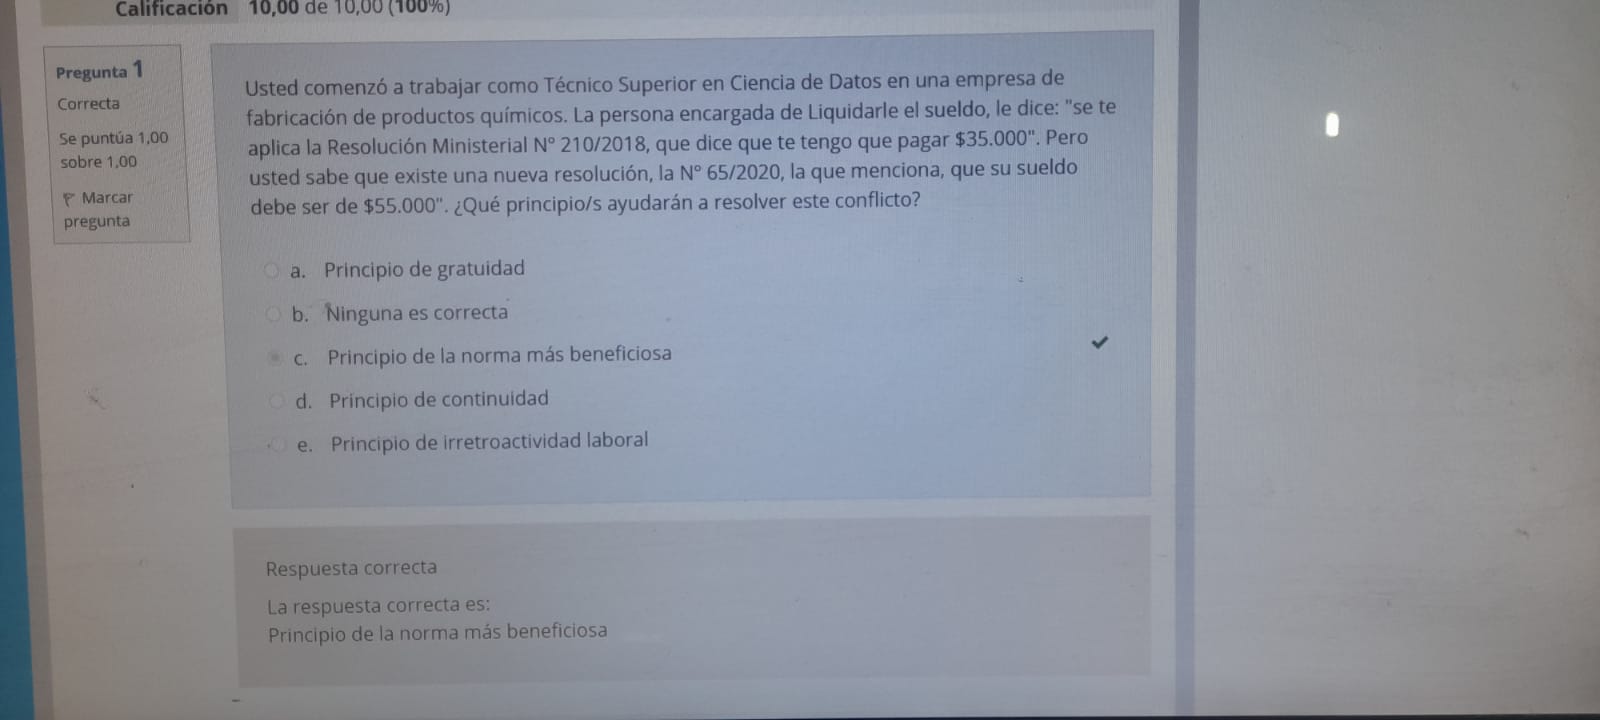 Calificación 10,00 de 10,00 (100%)
Pregunta 1
Correcta
Se puntúa 1,00
sobre 1,00
Marcar
pregunta
Usted comenzó a trabajar como Técnico Superior en Ciencia de Datos en una empresa de
fabricación de productos químicos. La persona encargada de Liquidarle el sueldo, le dice: "se te
aplica la Resolución Ministerial N° 210/2018, que dice que te tengo que pagar $35.000". Pero
usted sabe que existe una nueva resolución, la N° 65/2020, la que menciona, que su sueldo
debe ser de $55.000". ¿Qué principio/s ayudarán a resolver este conflicto?
a. Principio de gratuidad
b. Ninguna es correcta
c. Principio de la norma más beneficiosa
d. Principio de continuidad
e. Principio de irretroactividad laboral
Respuesta correcta
La respuesta correcta es:
Principio de la norma más beneficiosa